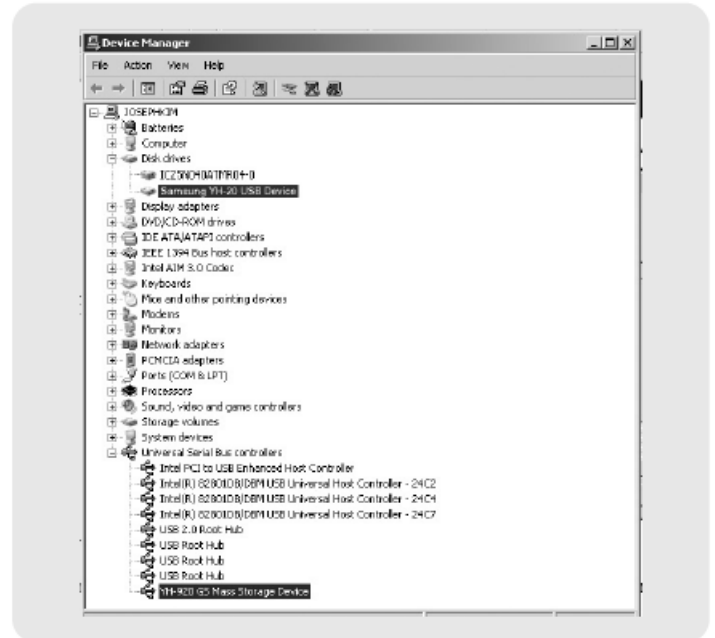 Device Manager
File Action View Help
JOSEPHKIM
Batteries
Computer
Disk drives
IC25N040ATMR04-0
Samsung YH-20 USB Device
Display adapters
DVD/CD-ROM drives
IDE ATA/ATAPI controllers
IEEE 1394 Bus host controllers
Intel AIM 3.0 Codec
Keyboards
Mice and other pointing devices
Modems
Monitors
Network adapters
PCMCIA adapters
Ports (COM & LPT)
Processors
Sound, video and game controllers
Storage volumes
System devices
Universal Serial Bus controllers
Intel PCI to USB Enhanced Host Controller
Intel(R) 82801DB/DBM USB Universal Host Controller - 24C2
Intel(R) 82801DB/DBM USB Universal Host Controller - 24C4
Intel(R) 82801DB/DBM USB Universal Host Controller - 24C7
USB 2.0 Root Hub
USB Root Hub
USB Root Hub
USB Root Hub
YH-920 GS Mass Storage Device